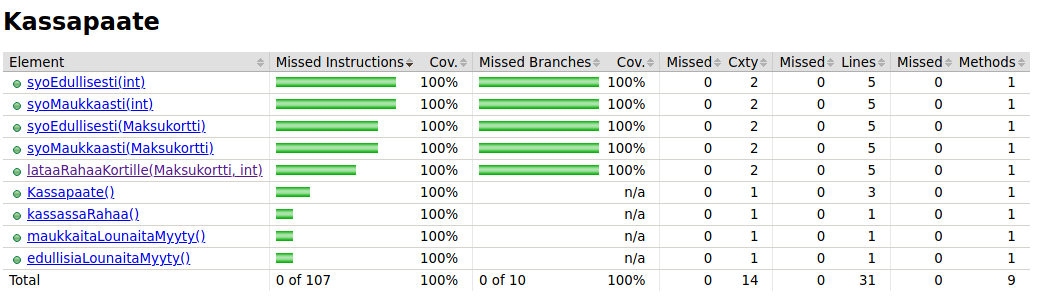 Kassapaate
Element Missed Instructions Cov. Missed Branches Cov. Missed Cxty Missed Lines Missed Methods
syoEdullisesti(int) 100% 100% 0 2 0 5 0 1
syoMaukkaasti(int) 100% 100% 0 2 0 5 0 1
syoEdullisesti(Maksukortti) 100% 100% 0 2 0 5 0 1
syoMaukkaasti(Maksukortti) 100% 100% 0 2 0 5 0 1
lataaRahaaKortille(Maksukortti, int) 100% 100% 0 2 0 5 0 1
Kassapaate() 100% n/a 0 1 0 3 0 1
kassassaRahaa() 100% n/a 0 1 0 1 0 1
maukkaitaLounaitaMyyty() 100% n/a 0 1 0 1 0 1
edullisiaLounaitaMyyty() 100% n/a 0 1 0 1 0 1
Total 0 of 107 100% 0 of 10 100% 0 14 0 31 0 9